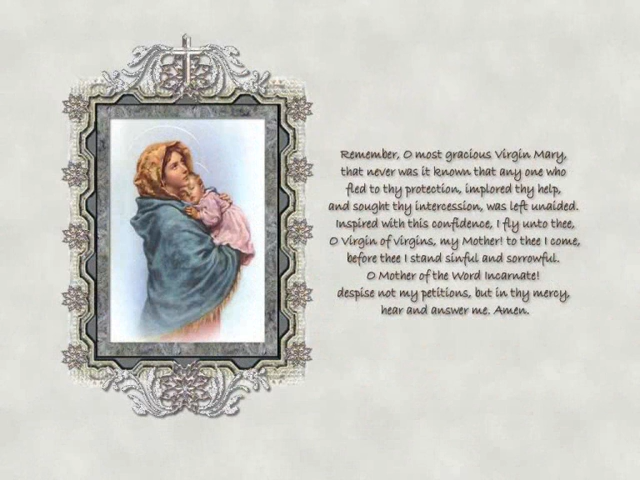 Remember, O most gracious Virgin Mary,
that never was it known that any one who
fled to thy protection, implored thy help,
and sought thy intercession, was left unaided.
Inspired with this confidence, I fly unto thee,
O Virgin of virgins, my Mother! to thee I come,
before thee I stand sinful and sorrowful.
O Mother of the Word Incarnate!
despise not my petitions, but in thy mercy,
hear and answer me. Amen.